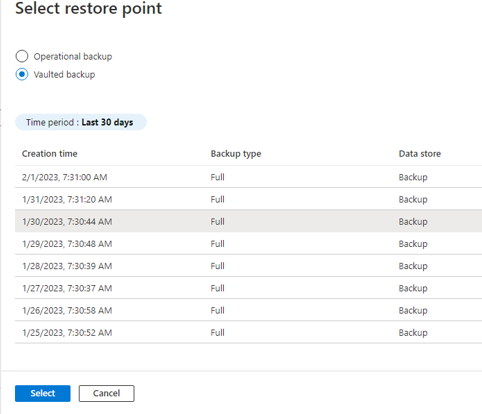 Select restore point
Operational backup
Vaulted backup
Time period : Last 30 days
Creation time Backup type Data store
2/1/2023, 7:31:00 AM Full Backup
1/31/2023, 7:31:20 AM Full Backup
1/30/2023, 7:30:44 AM Full Backup
1/29/2023, 7:30:48 AM Full Backup
1/28/2023, 7:30:39 AM Full Backup
1/27/2023, 7:30:37 AM Full Backup
1/26/2023, 7:30:58 AM Full Backup
1/25/2023, 7:30:52 AM Full Backup
Select Cancel